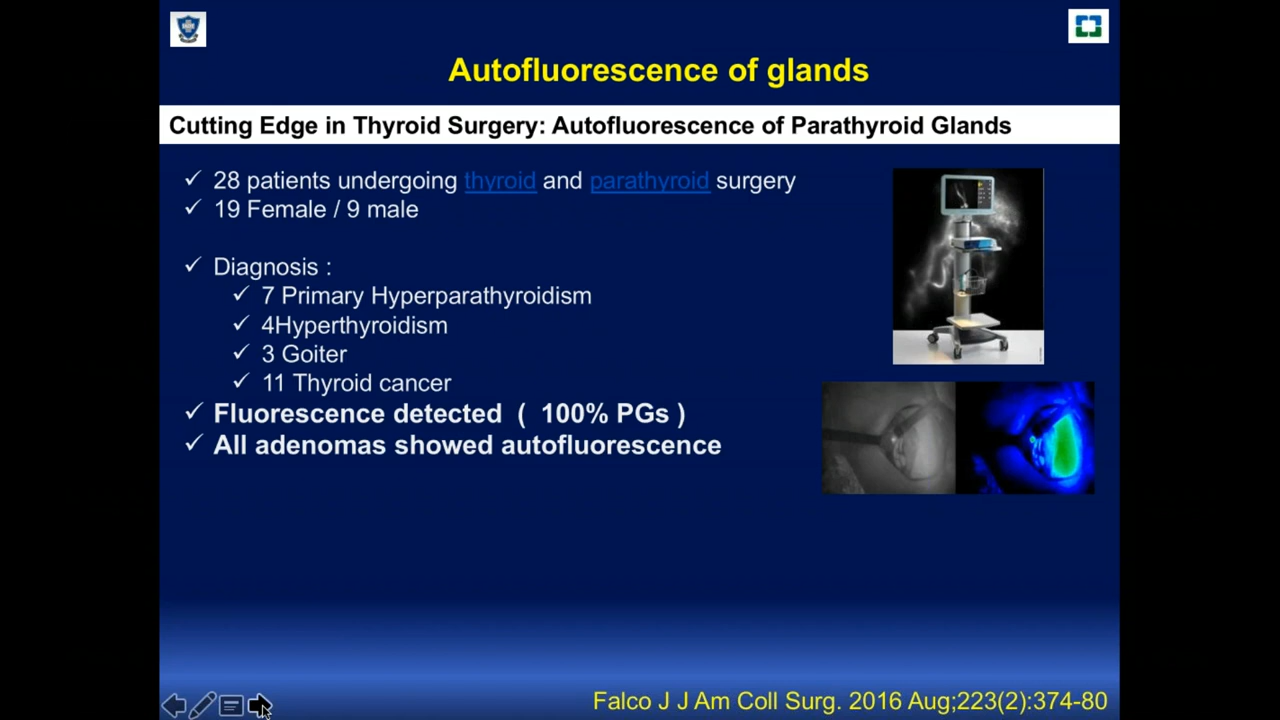 Autofluorescence of glands
Cutting Edge in Thyroid Surgery: Autofluorescence of Parathyroid Glands
✓ 28 patients undergoing thyroid and parathyroid surgery
✓ 19 Female / 9 male
✓ Diagnosis :
✓ 7 Primary Hyperparathyroidism
✓ 4Hyperthyroidism
✓ 3 Goiter
✓ 11 Thyroid cancer
✓ Fluorescence detected ( 100% PGs )
✓ All adenomas showed autofluorescence
Falco J J Am Coll Surg. 2016 Aug;223(2):374-80